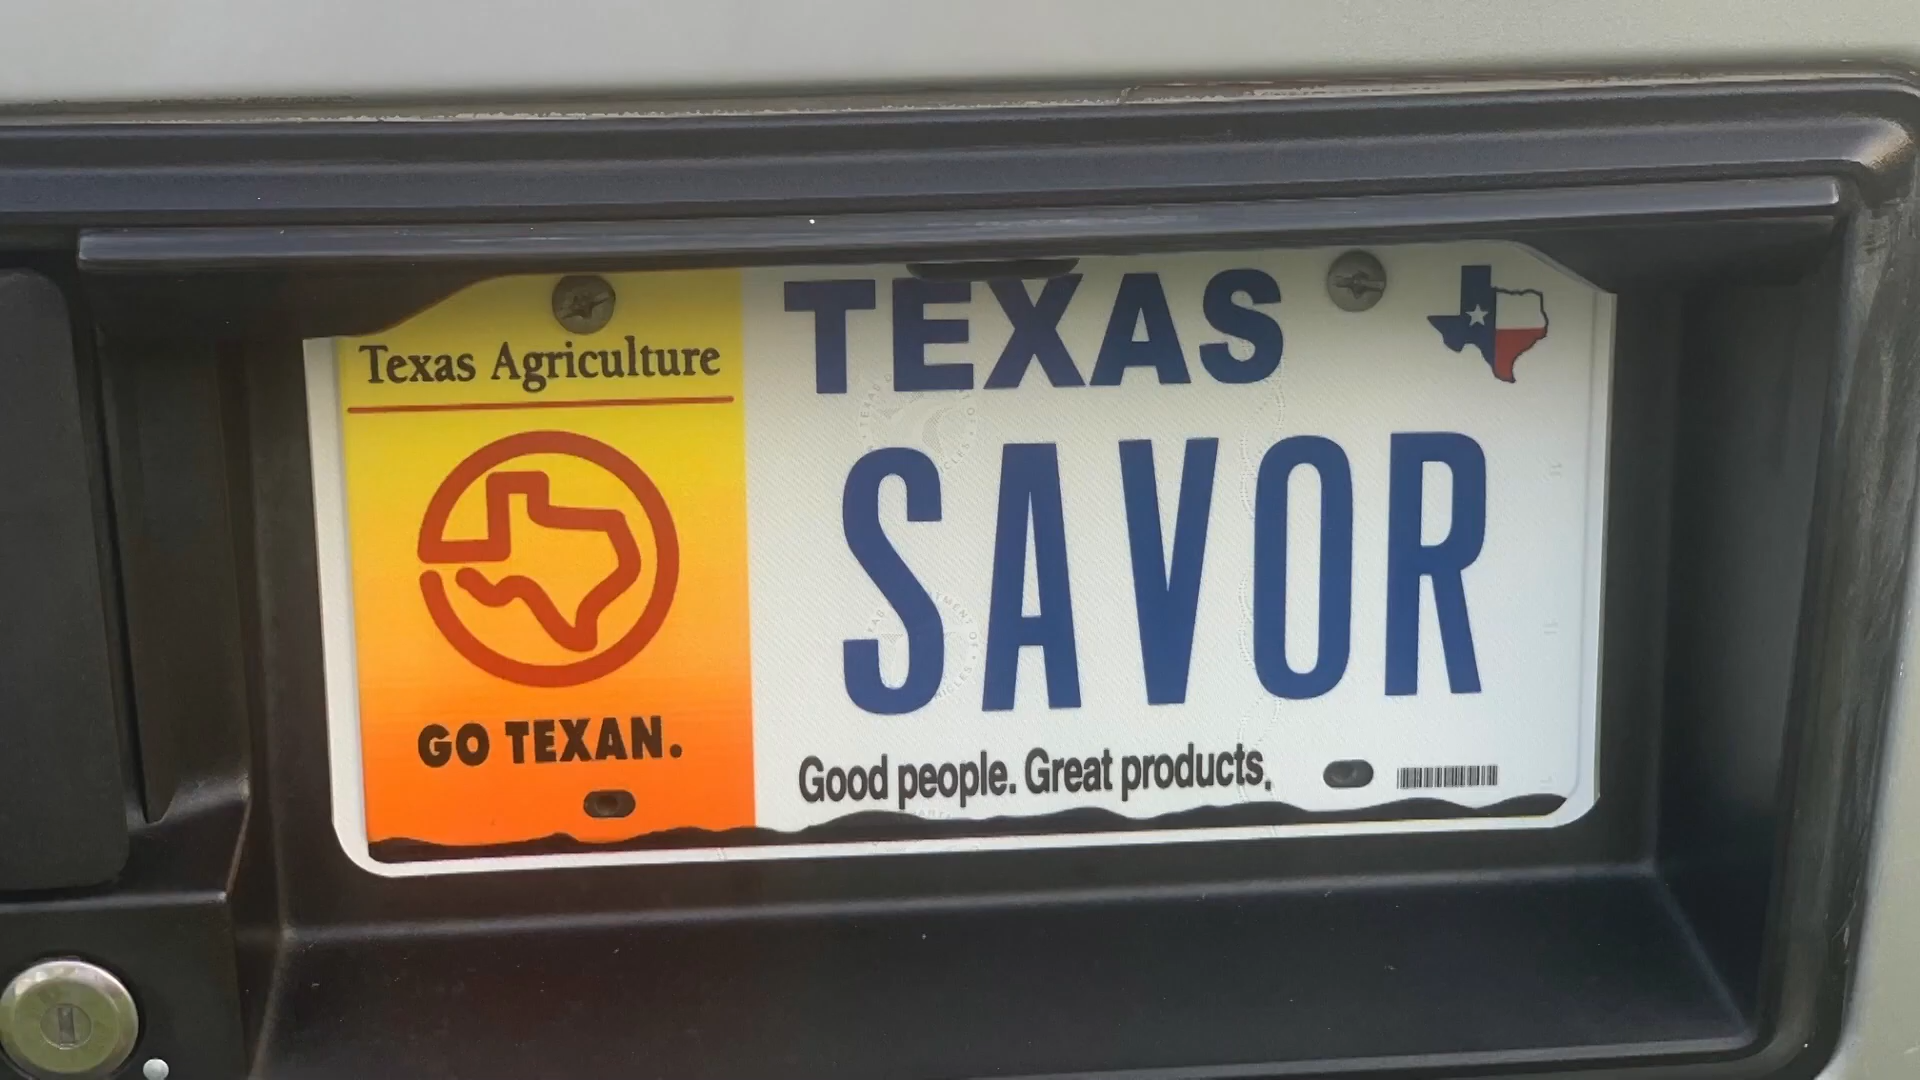 Texas Agriculture
GO TEXAN.
TEXAS
SAVOR
Good people. Great products.